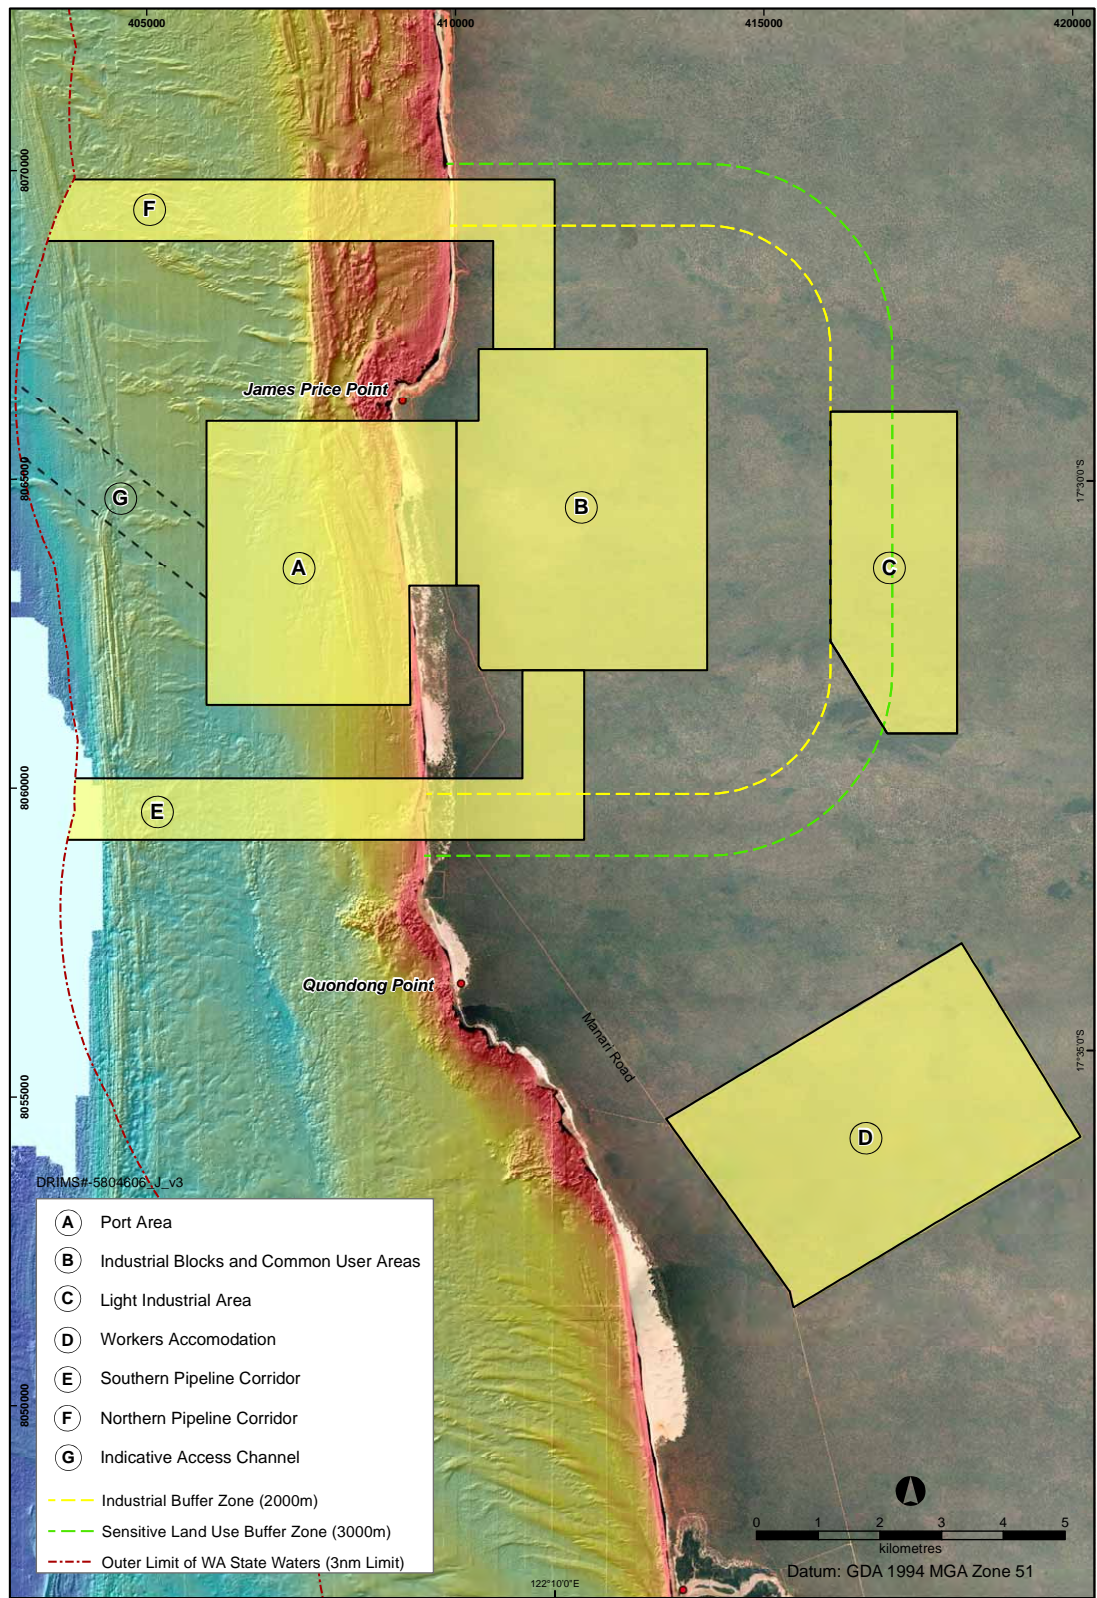 405000
410000
415000
420000
8070000
F
James Price Point
8065000
17°30'0"S
G
B
A
C
8060000
E
Quondong Point
Manari Road
17°35'0"S
8055000
D
DRIMS#-5804606_J_v3
A Port Area
B Industrial Blocks and Common User Areas
C Light Industrial Area
D Workers Accomodation
E Southern Pipeline Corridor
8050000
F Northern Pipeline Corridor
G Indicative Access Channel
Industrial Buffer Zone (2000m)
Sensitive Land Use Buffer Zone (3000m)
Outer Limit of WA State Waters (3nm Limit)
0 1 2 3 4 5
kilometres
Datum: GDA 1994 MGA Zone 51
122°10'0"E